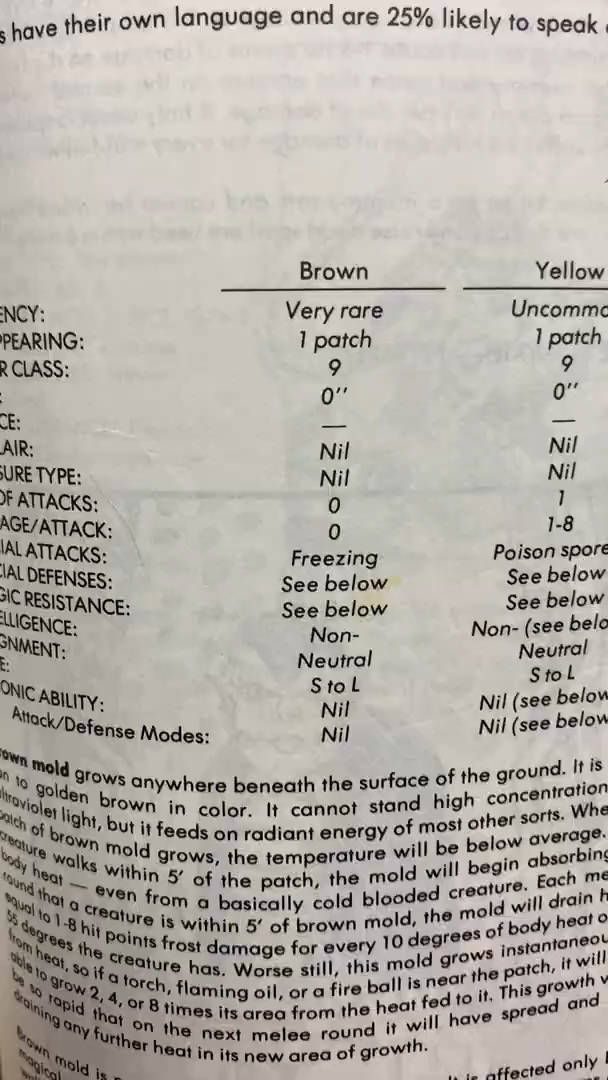 s have their own language and are 25% likely to speak
Brown Yellow
ENCY: Very rare Uncommo
PPEARING: 1 patch 1 patch
R CLASS: 9 9
: 0" 0"
CE: — —
LAIR: Nil Nil
SURE TYPE: Nil Nil
OF ATTACKS: 0 1
AGE/ATTACK: 0 1-8
IAL ATTACKS: Freezing Poison spore
IAL DEFENSES: See below See below
GIC RESISTANCE: See below See below
ELLIGENCE: Non- Non- (see belo
GNMENT: Neutral Neutral
E: S to L S to L
ONIC ABILITY: Nil Nil (see below
Attack/Defense Modes: Nil Nil (see below
rown mold grows anywhere beneath the surface of the ground. It is
an to golden brown in color. It cannot stand high concentration
ltraviolet light, but it feeds on radiant energy of most other sorts. Whe
patch of brown mold grows, the temperature will be below average.
creature walks within 5' of the patch, the mold will begin absorbing
body heat — even from a basically cold blooded creature. Each me
round that a creature is within 5' of brown mold, the mold will drain h
equal to 1-8 hit points frost damage for every 10 degrees of body heat o
55 degrees the creature has. Worse still, this mold grows instantaneou
from heat, so if a torch, flaming oil, or a fire ball is near the patch, it will
able to grow 2, 4, or 8 times its area from the heat fed to it. This growth w
be so rapid that on the next melee round it will have spread and
draining any further heat in its new area of growth.
Brown mold is
magical
It is affected only